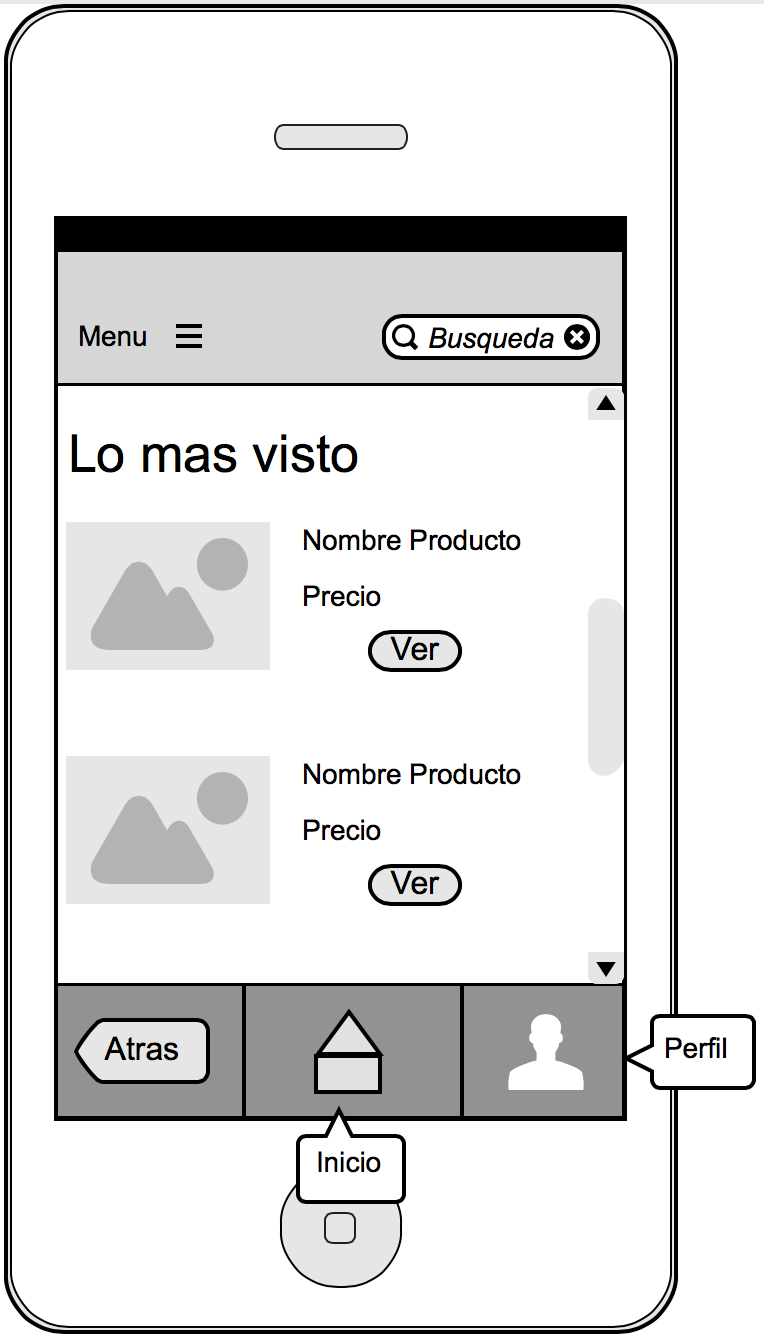 Menu
Busqueda
Lo mas visto
Nombre Producto
Precio
Ver
Nombre Producto
Precio
Ver
Atras
Perfil
Inicio